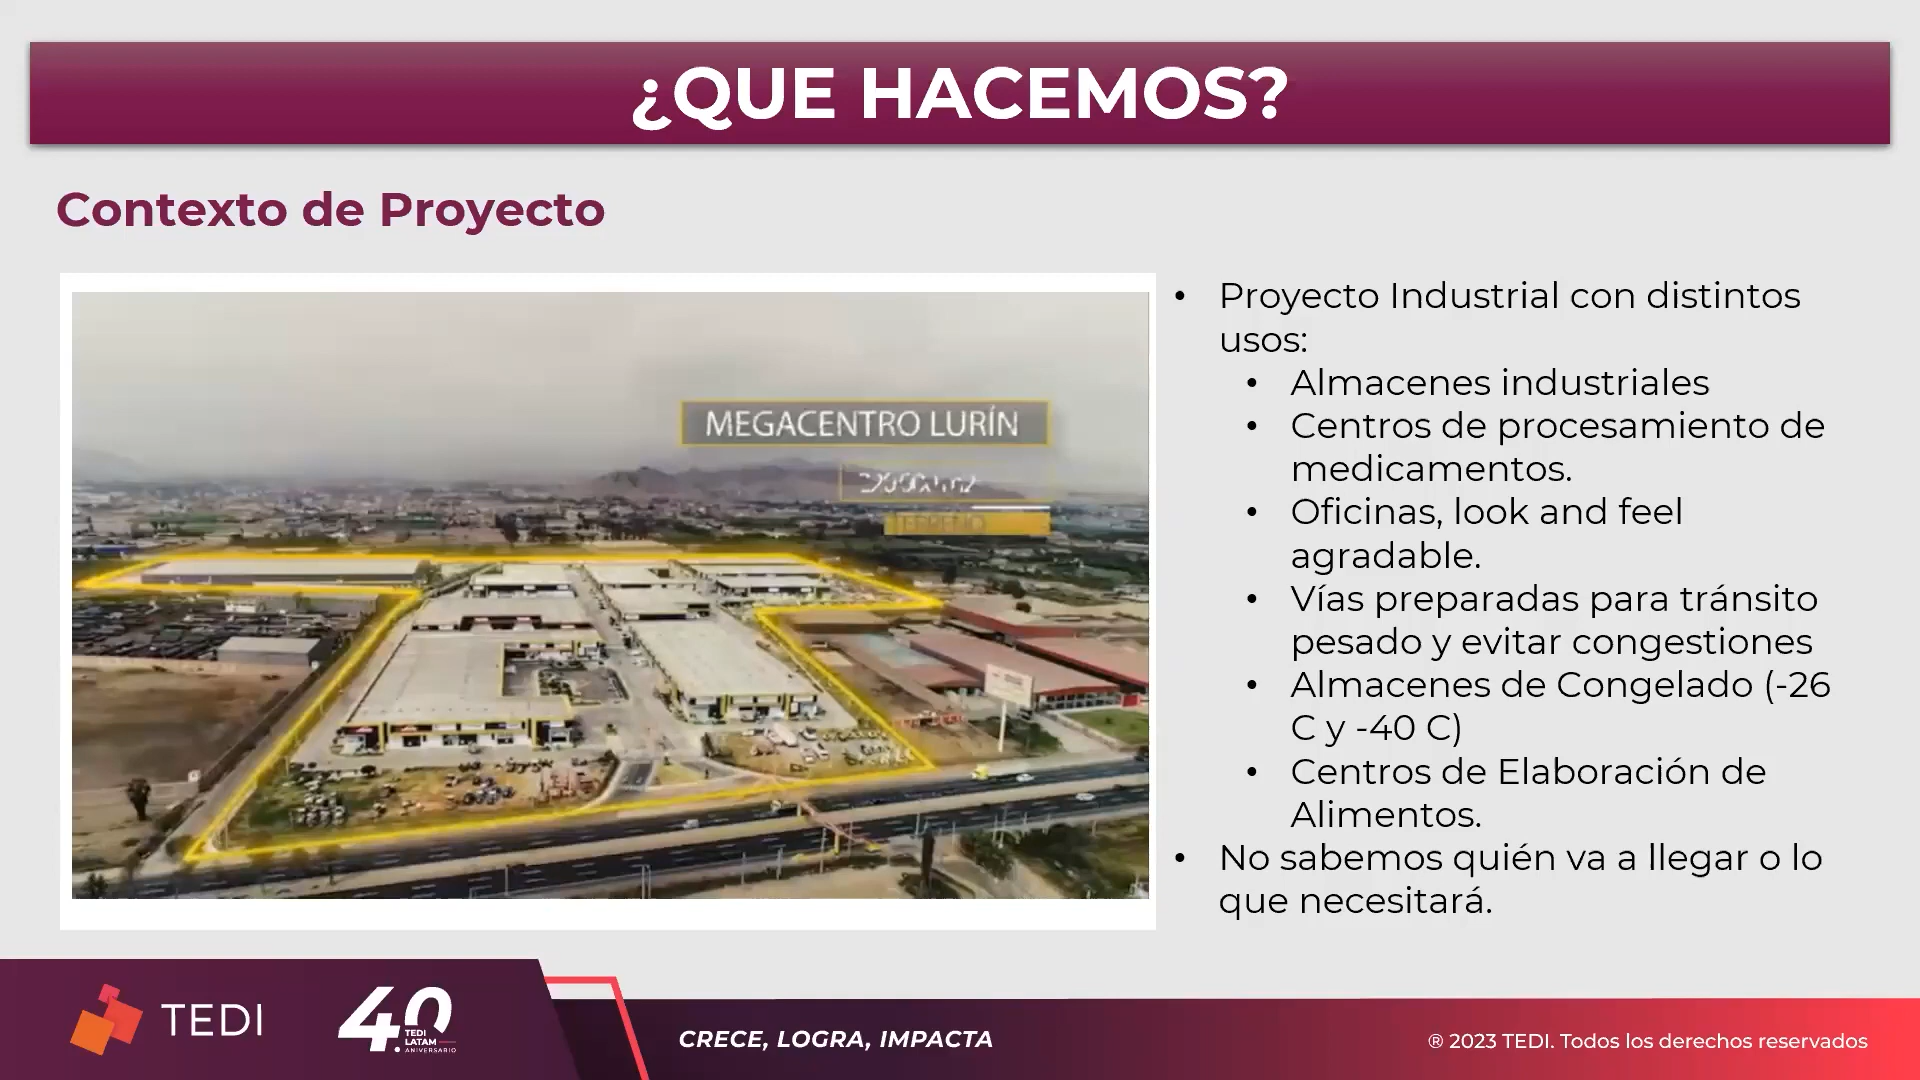 ¿QUE HACEMOS?
Contexto de Proyecto
MEGACENTRO LURÍN
• Proyecto Industrial con distintos
usos:
• Almacenes industriales
• Centros de procesamiento de
medicamentos.
• Oficinas, look and feel
agradable.
• Vías preparadas para tránsito
pesado y evitar congestiones
• Almacenes de Congelado (-26
C y -40 C)
• Centros de Elaboración de
Alimentos.
• No sabemos quién va a llegar o lo
que necesitará.
TEDI
4.0
TEDI
LATAM
ANIVERSARIO
CRECE, LOGRA, IMPACTA
® 2023 TEDI. Todos los derechos reservados